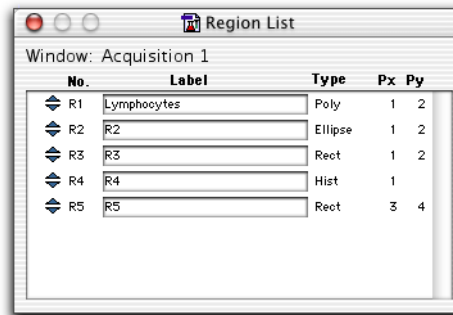 Region List
Window: Acquisition 1
No. Label Type Px Py
R1 Lymphocytes Poly 1 2
R2 R2 Ellipse 1 2
R3 R3 Rect 1 2
R4 R4 Hist 1
R5 R5 Rect 3 4